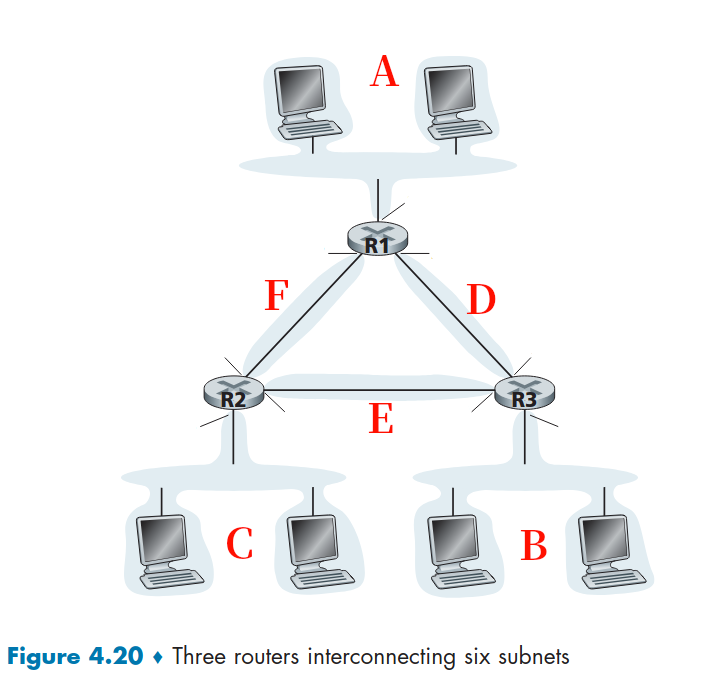 A
R1
F
D
R2
R3
E
C
B
Figure 4.20 ♦ Three routers interconnecting six subnets